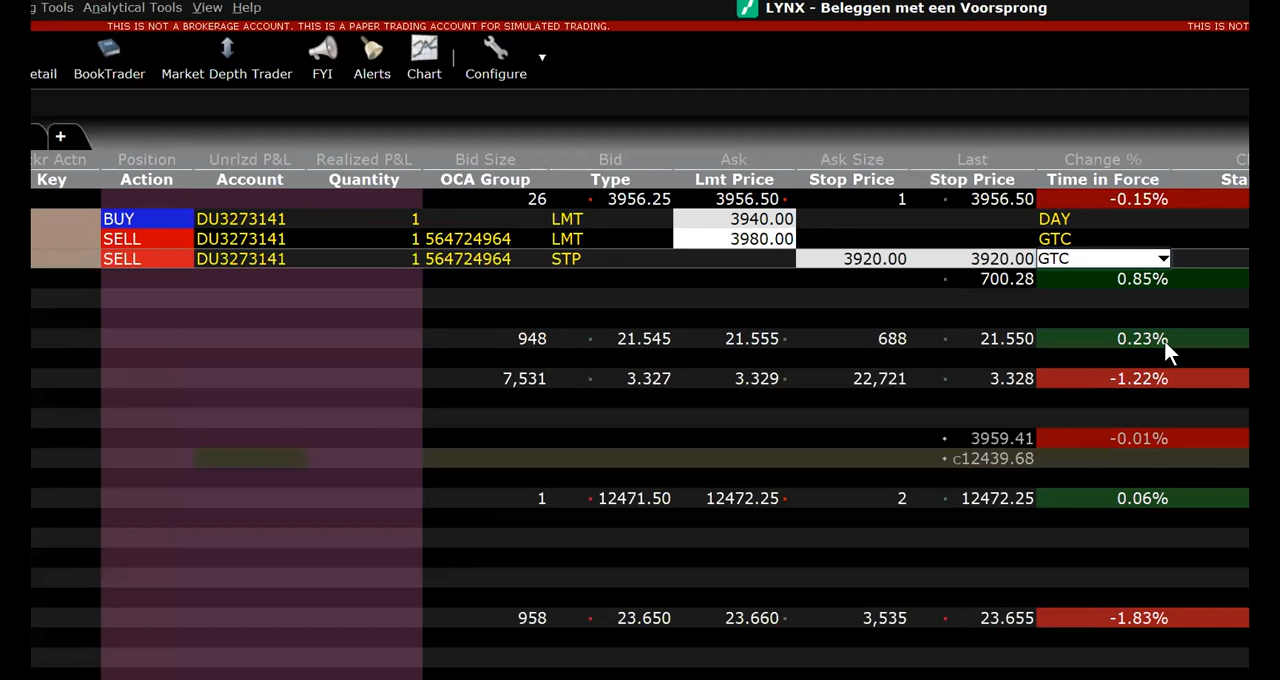 g Tools Analytical Tools View Help LYNX - Beleggen met een Voorsprong
THIS IS NOT A BROKERAGE ACCOUNT. THIS IS A PAPER TRADING ACCOUNT FOR SIMULATED TRADING. THIS IS NOT
etail BookTrader Market Depth Trader FYI Alerts Chart Configure
+
kr Actn Position Unrlzd P&L Realized P&L Bid Size Bid Ask Ask Size Last Change %
Key Action Account Quantity OCA Group Type Lmt Price Stop Price Stop Price Time in Force Sta
26 3956.25 3956.50 1 3956.50 -0.15%
BUY DU3273141 1 LMT 3940.00 DAY
SELL DU3273141 1 564724964 LMT 3980.00 GTC
SELL DU3273141 1 564724964 STP 3920.00 3920.00 GTC
700.28 0.85%
948 21.545 21.555 688 21.550 0.23%
7,531 3.327 3.329 22,721 3.328 -1.22%
3959.41 -0.01%
C12439.68
1 12471.50 12472.25 2 12472.25 0.06%
958 23.650 23.660 3,535 23.655 -1.83%